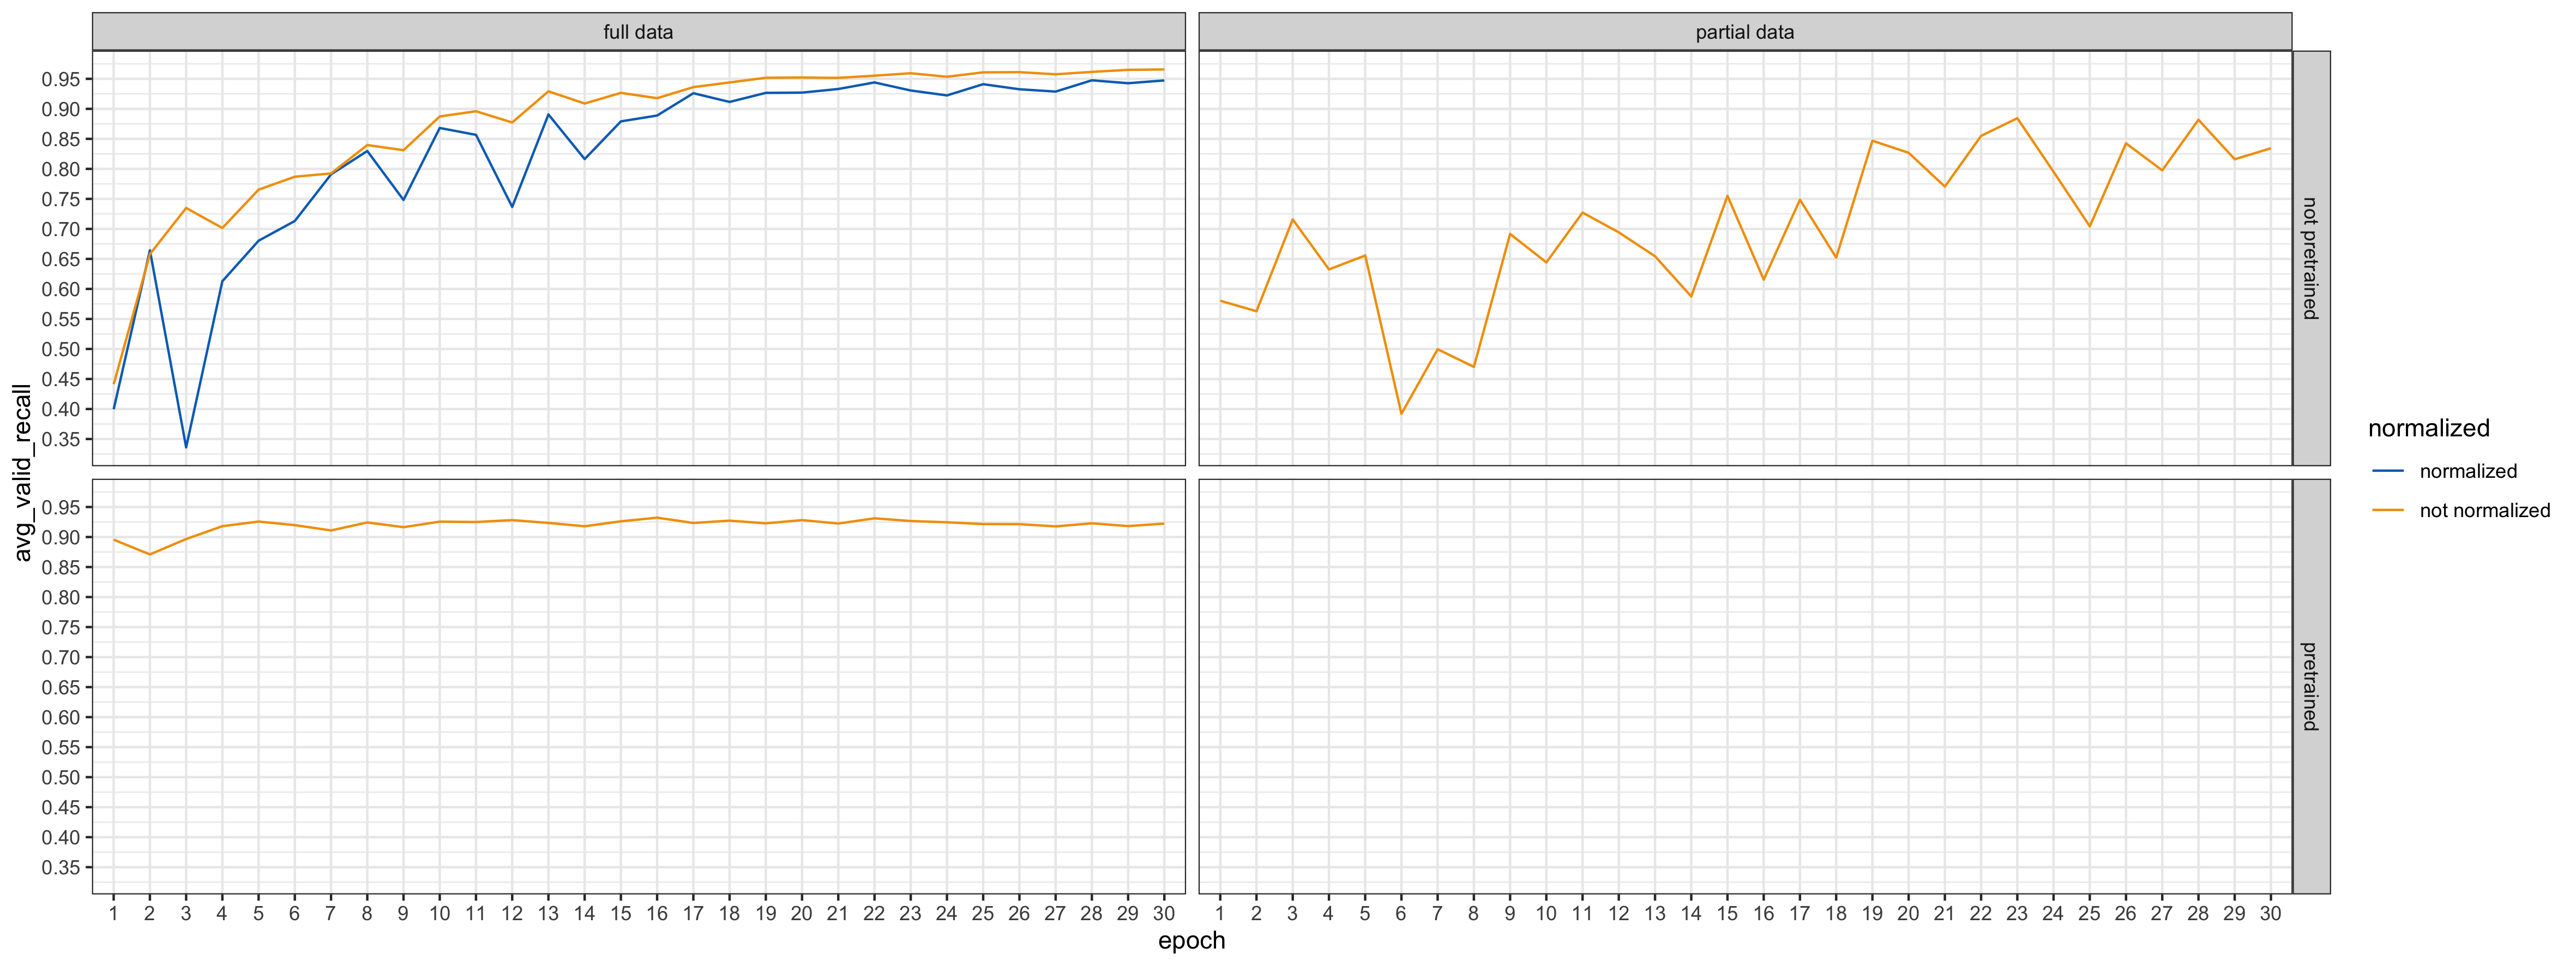 full data
partial data
avg_valid_recall
0.95
0.90
0.85
0.80
0.75
0.70
0.65
0.60
0.55
0.50
0.45
0.40
0.35
not pretrained
0.95
0.90
0.85
0.80
0.75
0.70
0.65
0.60
0.55
0.50
0.45
0.40
0.35
pretrained
1 2 3 4 5 6 7 8 9 10 11 12 13 14 15 16 17 18 19 20 21 22 23 24 25 26 27 28 29 30
1 2 3 4 5 6 7 8 9 10 11 12 13 14 15 16 17 18 19 20 21 22 23 24 25 26 27 28 29 30
epoch
normalized
normalized
not normalized